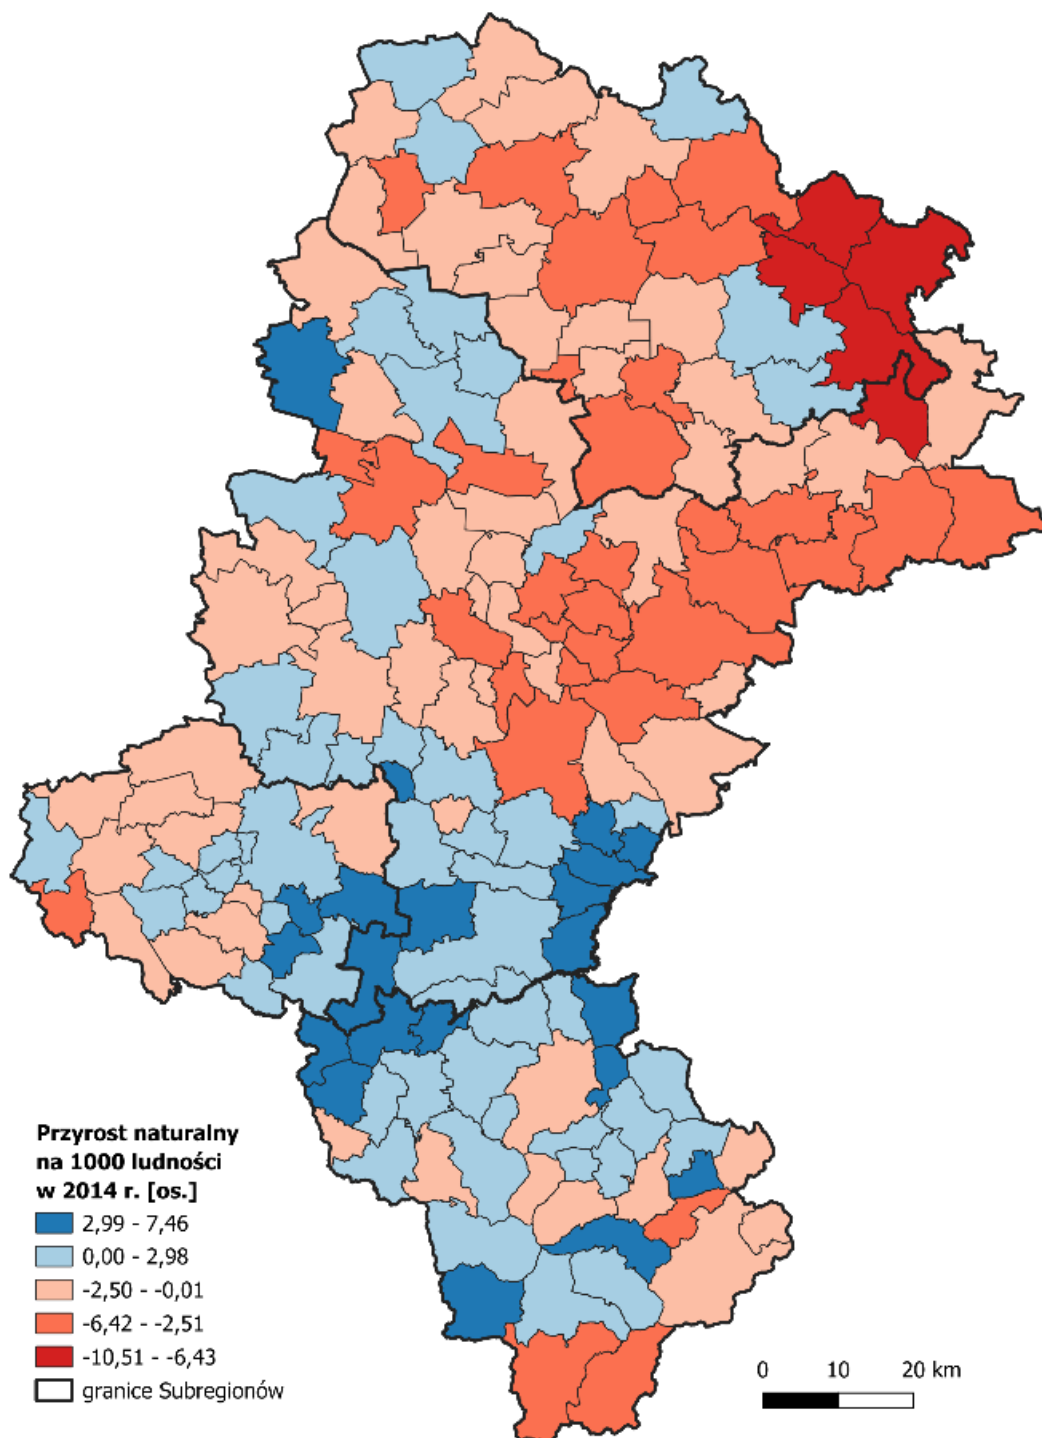 Przyrost naturalny
na 1000 ludności
w 2014 r. [os.]
2,99 - 7,46
0,00 - 2,98
-2,50 - -0,01
-6,42 - -2,51
-10,51 - -6,43
granice Subregionów
0 10 20 km